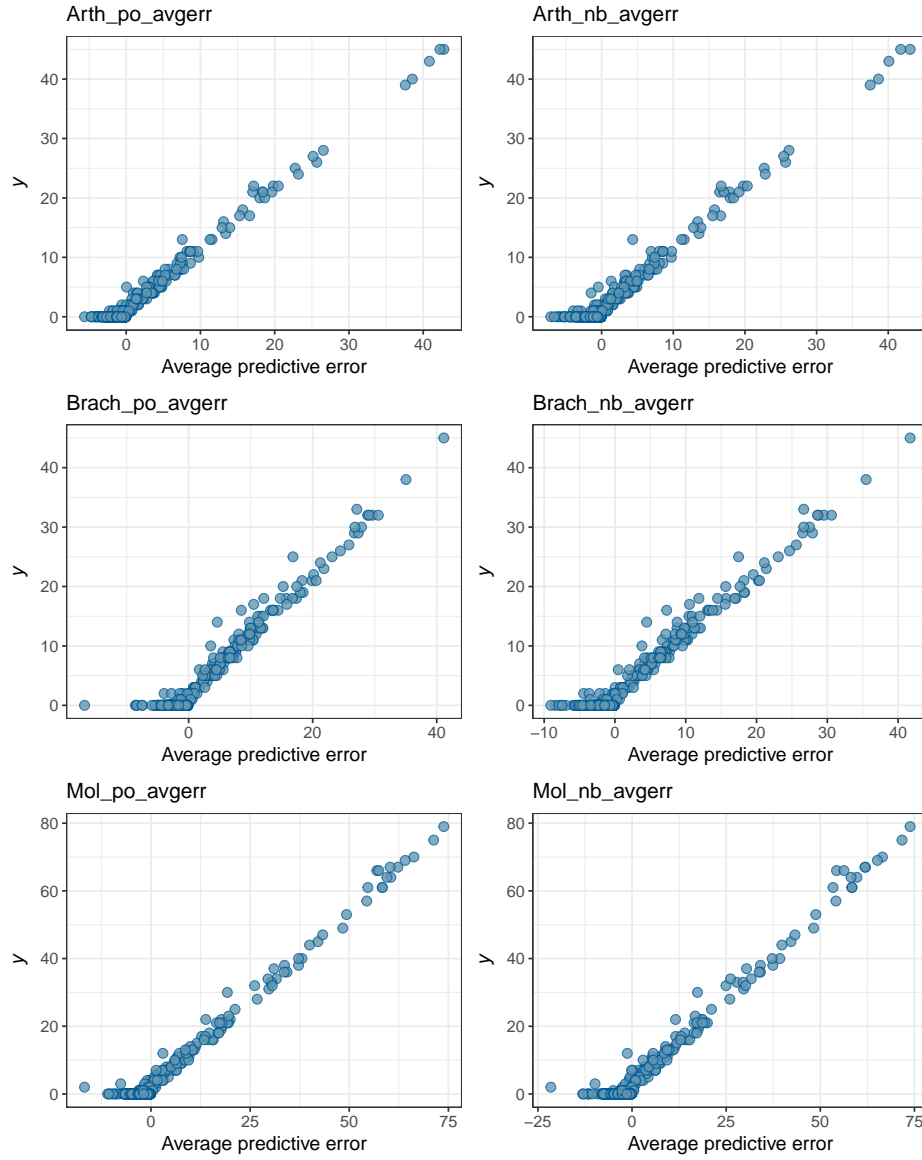 Arth_po_avgerr
Arth_nb_avgerr
40
30
20
10
0
y
0 10 20 30 40
Average predictive error
40
30
20
10
0
y
0 10 20 30 40
Average predictive error
Brach_po_avgerr
Brach_nb_avgerr
40
30
20
10
0
y
0 20 40
Average predictive error
40
30
20
10
0
y
−10 0 10 20 30 40
Average predictive error
Mol_po_avgerr
Mol_nb_avgerr
80
60
40
20
0
y
0 25 50 75
Average predictive error
80
60
40
20
0
y
−25 0 25 50 75
Average predictive error